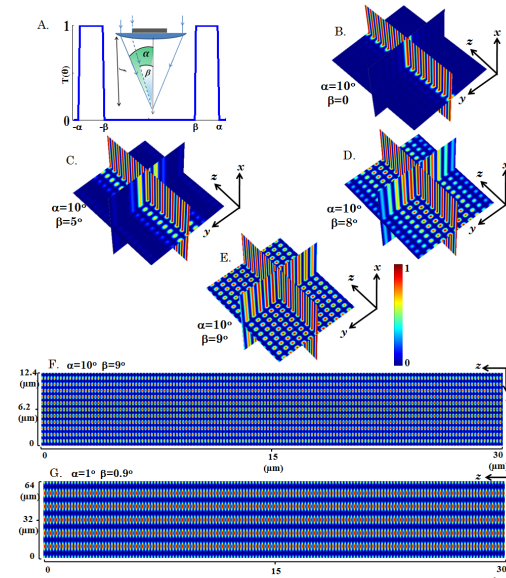 A.
1
T(θ)
0
-α
-β
β
α
α
β
f
B.
α=10°
β=0
x
z
y
C.
α=10°
β=5°
x
z
y
D.
α=10°
β=8°
x
z
y
E.
α=10°
β=9°
x
z
y
1
0
F. α=10° β=9°
z
12.4
(μm)
6.2
(μm)
0
0
15
30
(μm)
(μm)
G. α=1° β=0.9°
z
64
(μm)
32
(μm)
0
0
15
30